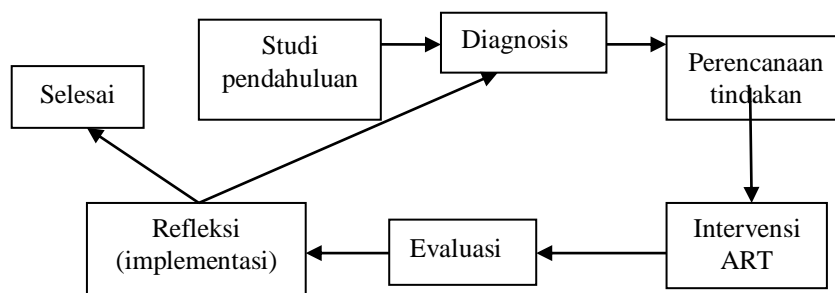 Studi
pendahuluan
Diagnosis
Perencanaan
tindakan
Selesai
Refleksi
(implementasi)
Evaluasi
Intervensi
ART